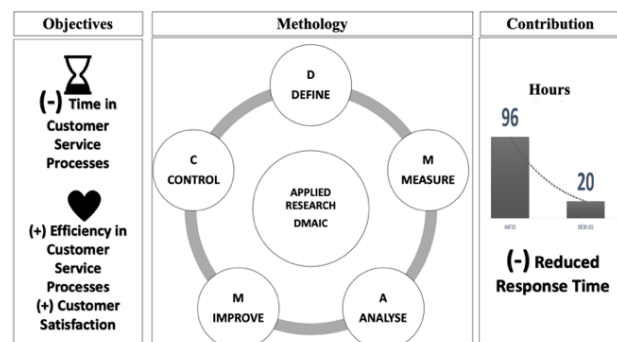 Objectives
(-) Time in
Customer
Service
Processes
(+) Efficiency in
Customer
Service
Processes
(+) Customer
Satisfaction
Methology
D
DEFINE
M
MEASURE
A
ANALYSE
M
IMPROVE
C
CONTROL
APPLIED
RESEARCH
DMAIC
Contribution
Hours
96
20
ANTES
DÉSPUES
(-) Reduced
Response Time